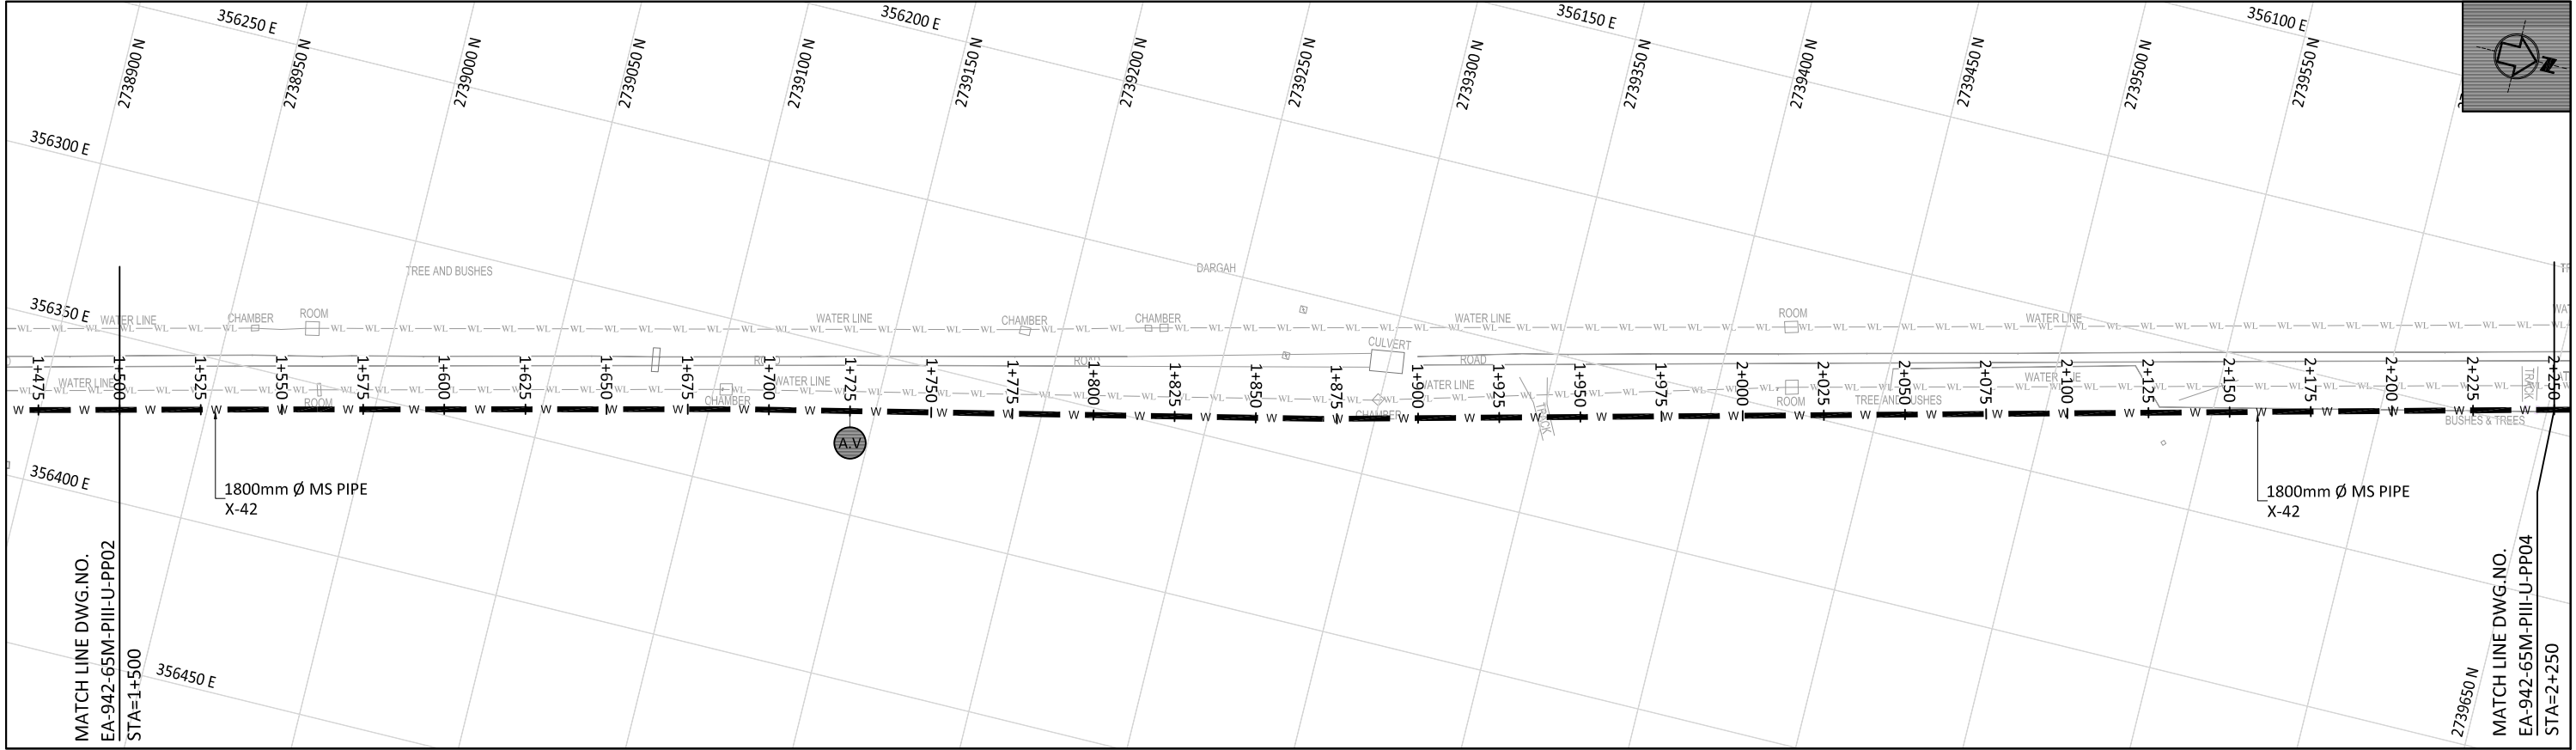 356250 E
356200 E
356150 E
356100 E
2738900 N
2738950 N
2739000 N
2739050 N
2739100 N
2739150 N
2739200 N
2739250 N
2739300 N
2739350 N
2739400 N
2739450 N
2739500 N
2739550 N
N
356300 E
TREE AND BUSHES
DARGAH
356350 E
WATER LINE
CHAMBER
ROOM
WATER LINE
CHAMBER
CHAMBER
WATER LINE
ROOM
WATER LINE
CULVERT
ROAD
ROAD
ROAD
1+475
1+500
1+525
1+550
1+575
1+600
1+625
1+650
1+675
1+700
1+725
1+750
1+775
1+800
1+825
1+850
1+875
1+900
1+925
1+950
1+975
2+000
2+025
2+050
2+075
2+100
2+125
2+150
2+175
2+200
2+225
2+250
WATER LINE
ROOM
CHAMBER
WATER LINE
CHAMBER
WATER LINE
TRACK
ROOM
TREE AND BUSHES
WATER LINE
TRACK
BUSHES & TREES
A.V
356400 E
1800mm Ø MS PIPE
X-42
1800mm Ø MS PIPE
X-42
MATCH LINE DWG.NO.
EA-942-65M-PIII-U-PP02
STA=1+500
356450 E
2739650 N
MATCH LINE DWG.NO.
EA-942-65M-PIII-U-PP04
STA=2+250